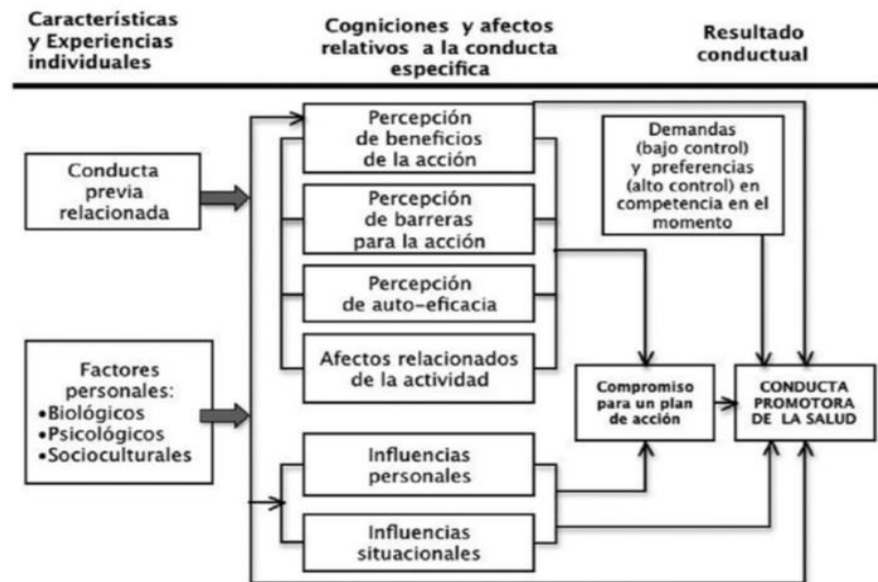 Características
y Experiencias
individuales
Cogniciones y afectos
relativos a la conducta
especifica
Resultado
conductual
Conducta
previa
relacionada
Factores
personales:
•Biológicos
•Psicológicos
•Socioculturales
Percepción
de beneficios
de la acción
Percepción
de barreras
para la acción
Percepción
de auto-eficacia
Afectos relacionados
de la actividad
Influencias
personales
Influencias
situacionales
Demandas
(bajo control)
y preferencias
(alto control) en
competencia en el
momento
Compromiso
para un plan
de acción
CONDUCTA
PROMOTORA
DE LA SALUD